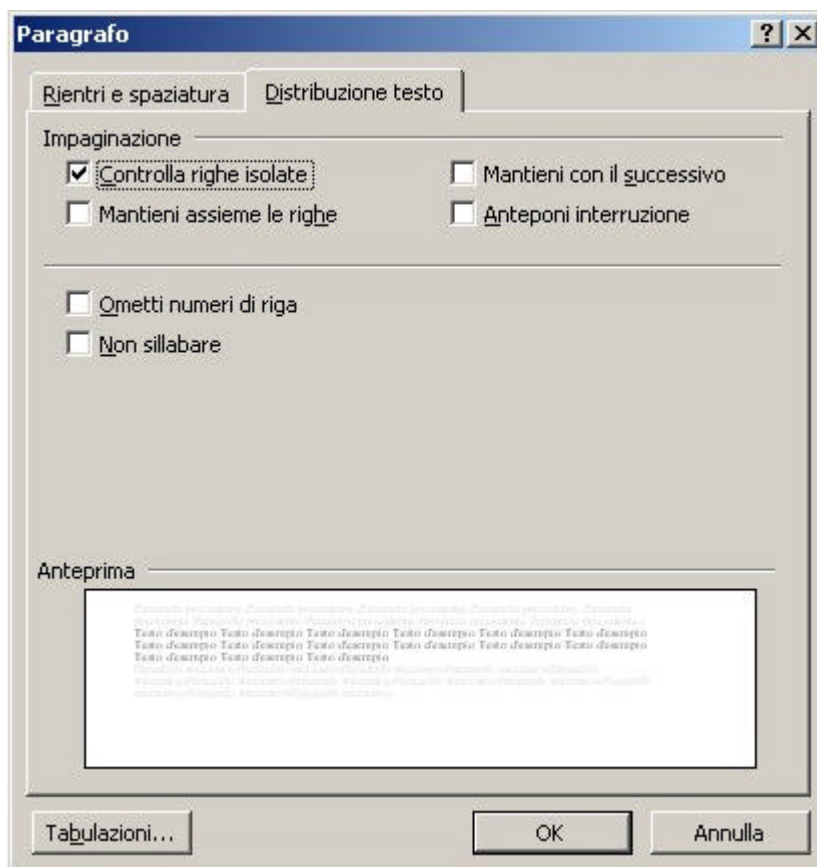 Paragrafo
Rientri e spaziatura Distribuzione testo
Impaginazione
Controlla righe isolate Mantieni con il successivo
Mantieni assieme le righe Anteponi interruzione
Ometti numeri di riga
Non sillabare
Anteprima
Testo d'esempio Testo d'esempio Testo d'esempio Testo d'esempio Testo d'esempio Testo d'esempio
Testo d'esempio Testo d'esempio Testo d'esempio Testo d'esempio Testo d'esempio Testo d'esempio
Testo d'esempio Testo d'esempio Testo d'esempio
Tabulazioni... OK Annulla